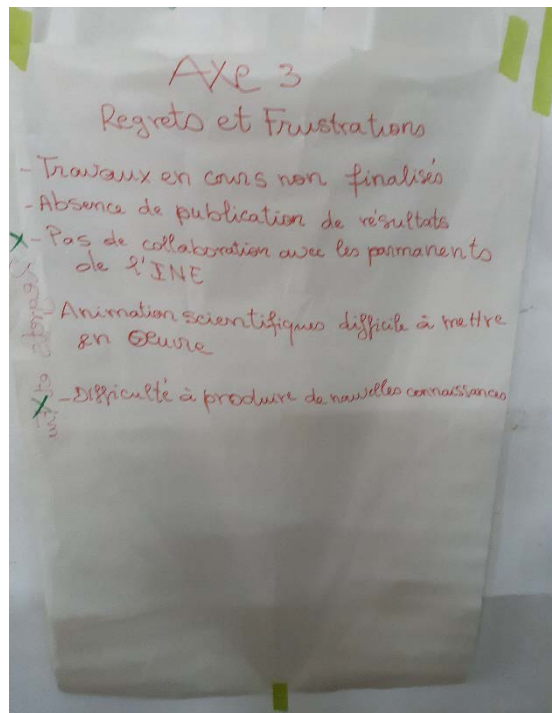 AXE 3
Regrets et Frustrations
- Travaux en cours non finalisés
- Absence de publication de résultats
x - Pas de collaboration avec les permanents
de l'INE
Animation scientifiques difficile à mettre
en Oeuvre
x - Difficulté à produire de nouvelles connaissances